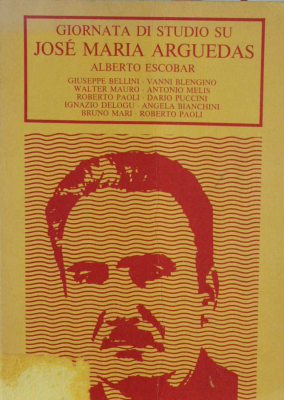 GIORNATA DI STUDIO SU
JOSÉ MARIA ARGUEDAS
ALBERTO ESCOBAR
GIUSEPPE BELLINI · VANNI BLENGINO
WALTER MAURO · ANTONIO MELIS
ROBERTO PAOLI · DARIO PUCCINI
IGNAZIO DELOGU · ANGELA BIANCHINI
BRUNO MARI · ROBERTO PAOLI